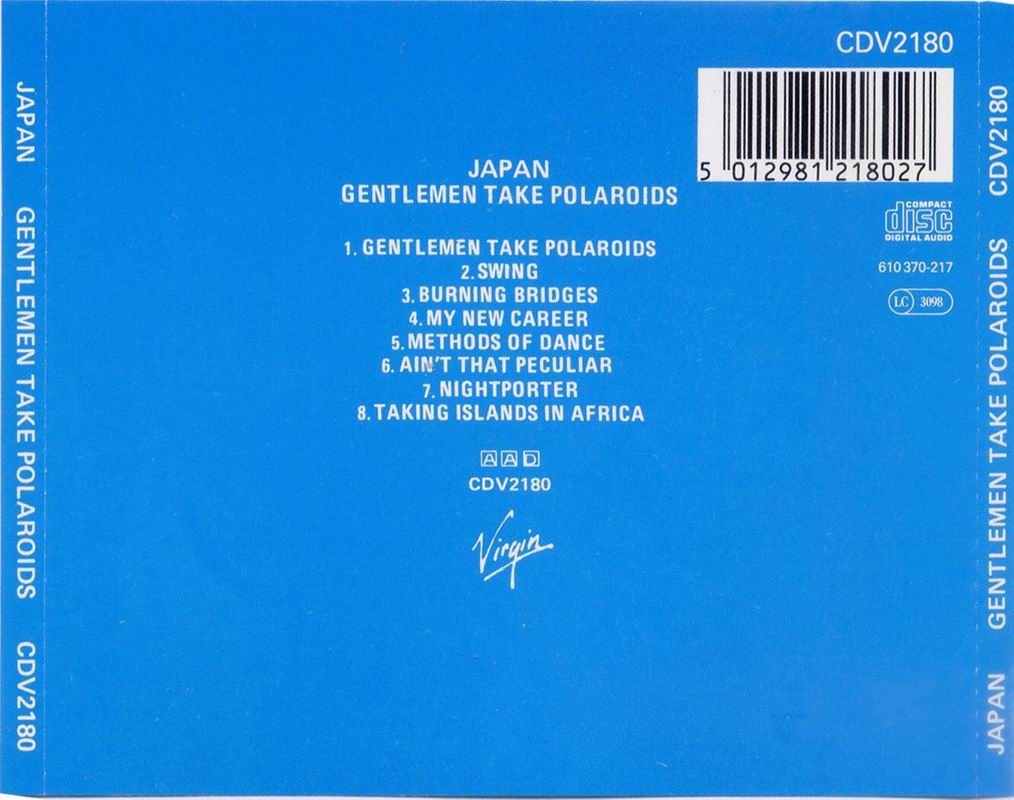 JAPAN GENTLEMEN TAKE POLAROIDS CDV2180
CDV2180
5 012981 218027
JAPAN
GENTLEMEN TAKE POLAROIDS
COMPACT
disc
DIGITAL AUDIO
610 370-217
LC 3098
1. GENTLEMEN TAKE POLAROIDS
2. SWING
3. BURNING BRIDGES
4. MY NEW CAREER
5. METHODS OF DANCE
6. AIN'T THAT PECULIAR
7. NIGHTPORTER
8. TAKING ISLANDS IN AFRICA
AAD
CDV2180
Virgin
JAPAN GENTLEMEN TAKE POLAROIDS CDV2180